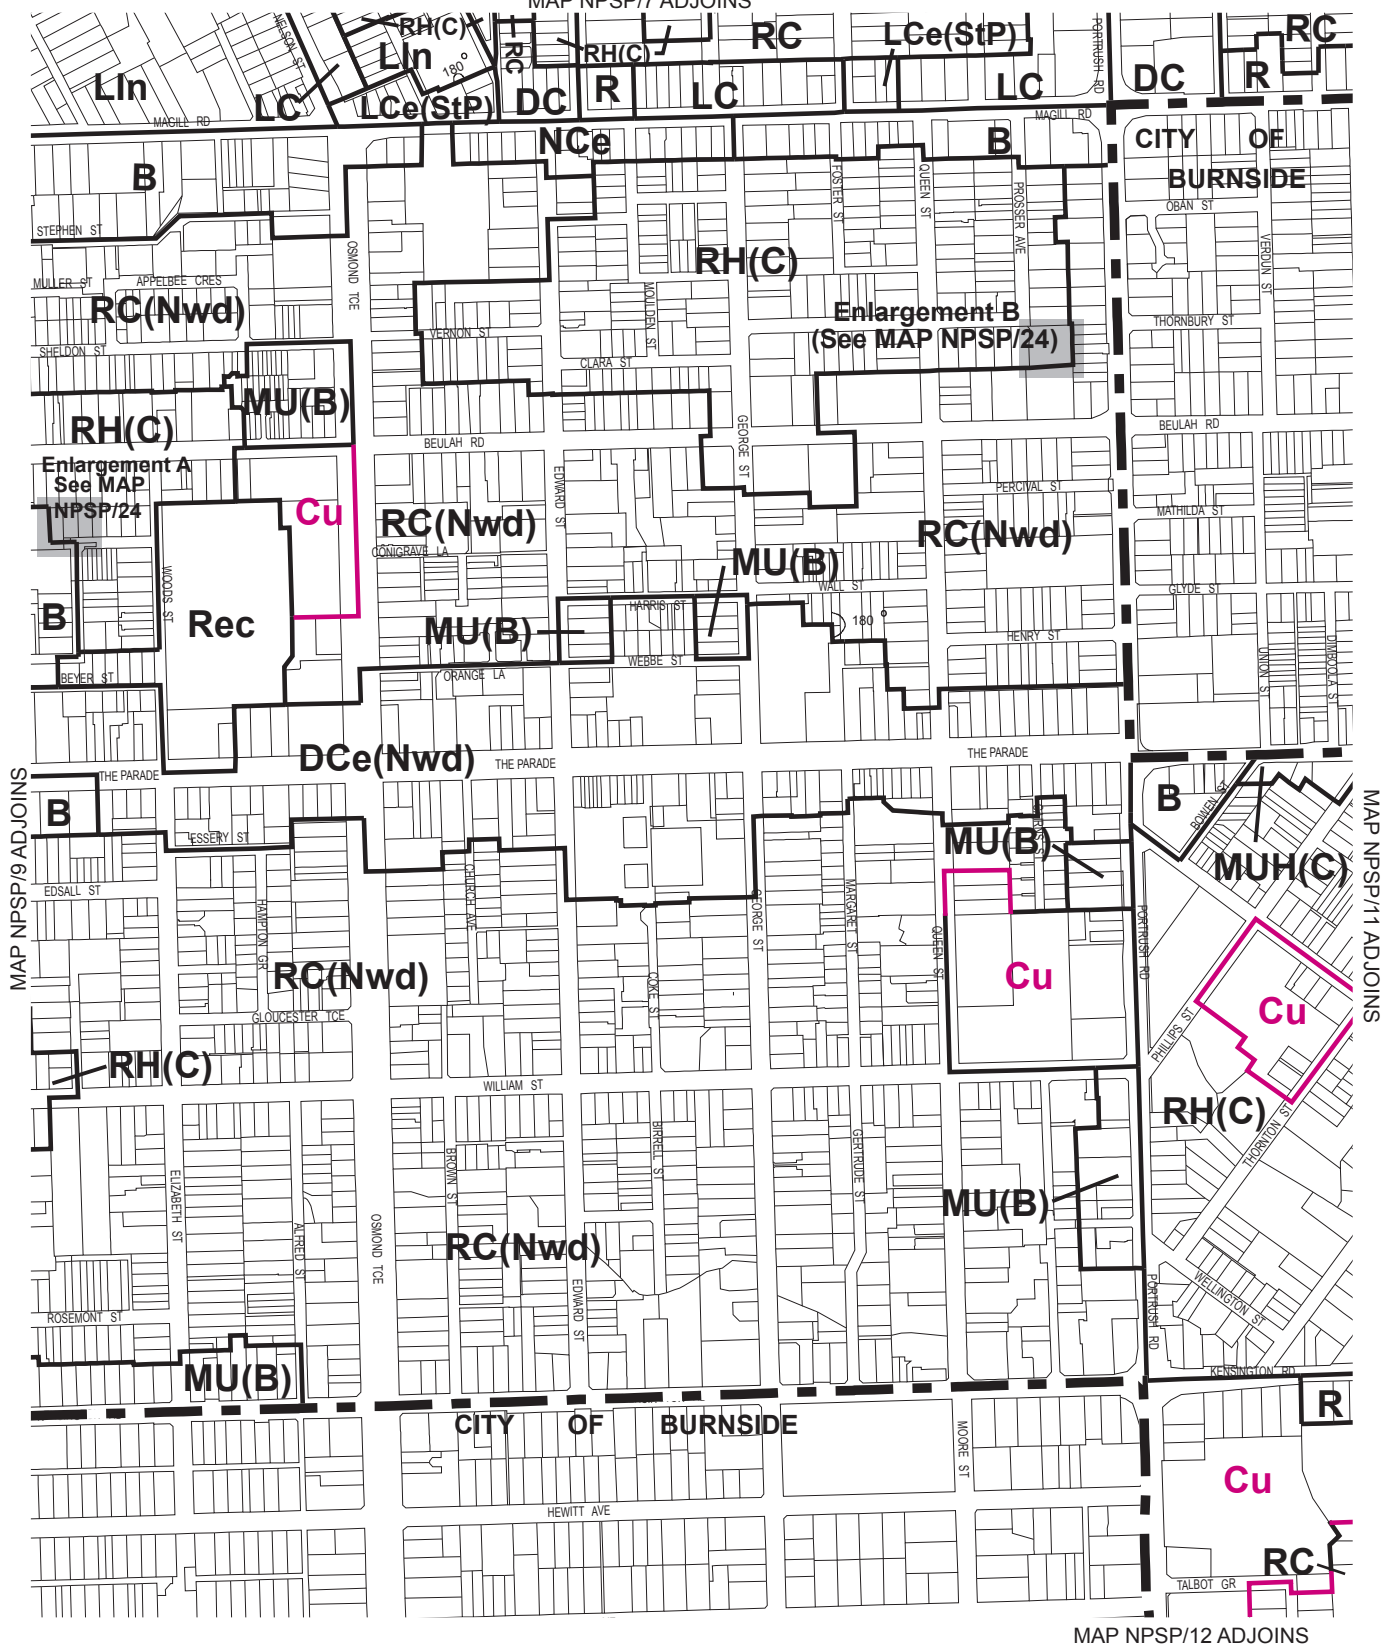 MAP NPSP/7 ADJOINS
NELSON ST
RH(C)
LIn
180°
RC
RH(C)
RC
LCe(StP)
PORTRUSH RD
RC
LIn
LC
LCe(StP)
DC
R
LC
LC
DC
R
MAGILL RD
MAGILL RD
NCe
B
CITY OF
BURNSIDE
B
FOSTER ST
QUEEN ST
PROSSER AVE
OBAN ST
STEPHEN ST
OSMOND TCE
VERDUN ST
RH(C)
MULLER ST
APPELBEE CRES
RC(Nwd)
MOULDEN ST
Enlargement B
(See MAP NPSP/24)
THORNBURY ST
VERNON ST
SHELDON ST
CLARA ST
MU(B)
RH(C)
BEULAH RD
GEORGE ST
BEULAH RD
Enlargement A
See MAP
NPSP/24
EDWARD ST
PERCIVAL ST
Cu
RC(Nwd)
RC(Nwd)
MATHILDA ST
CONIGRAVE LA
MU(B)
WOODS ST
WALL ST
GLYDE ST
B
Rec
MU(B)
HARRIS ST
180°
HENRY ST
DIMBOOLA ST
UNION ST
WEBBE ST
BEYER ST
ORANGE LA
DCe(Nwd)
THE PARADE
THE PARADE
THE PARADE
MAP NPSP/9 ADJOINS
MAP NPSP/11 ADJOINS
B
B
BOWEN ST
ESSERY ST
MU(B)
MUH(C)
EDSALL ST
CHURCH AVE
GEORGE ST
MARGARET ST
HAMPTON GR
QUEEN ST
PORTRUSH RD
RC(Nwd)
COKE ST
Cu
Cu
GLOUCESTER TCE
PHILLIPS ST
RH(C)
WILLIAM ST
RH(C)
THORNTON ST
BIRRELL ST
GERTRUDE ST
BROWN ST
ELIZABETH ST
MU(B)
ALFRED ST
OSMOND TCE
RC(Nwd)
EDWARD ST
WELLINGTON ST
PORTRUSH RD
ROSEMONT ST
MU(B)
KENSINGTON RD
R
CITY OF BURNSIDE
MOORE ST
Cu
HEWITT AVE
RC
TALBOT GR
MAP NPSP/12 ADJOINS